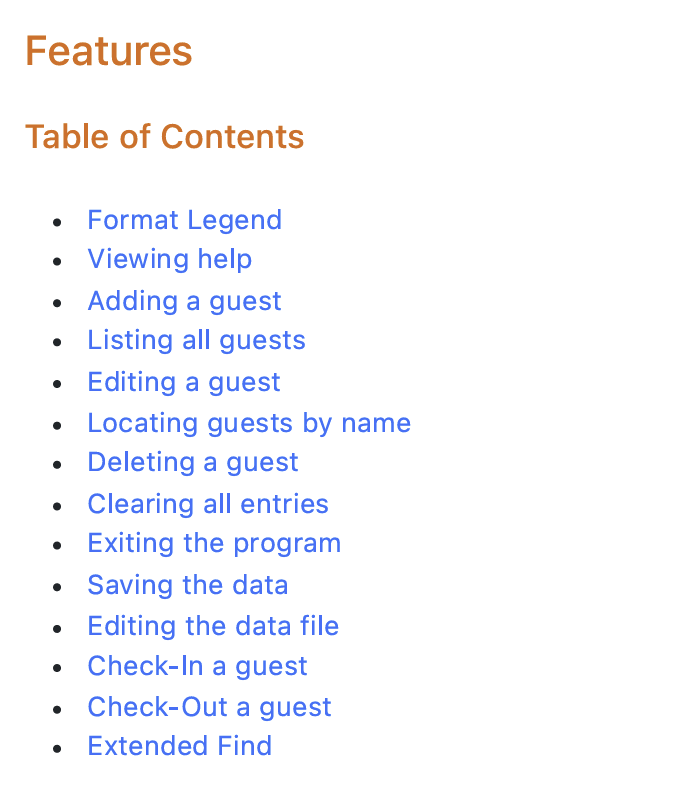 Features
Table of Contents
Format Legend
Viewing help
Adding a guest
Listing all guests
Editing a guest
Locating guests by name
Deleting a guest
Clearing all entries
Exiting the program
Saving the data
Editing the data file
Check-In a guest
Check-Out a guest
Extended Find